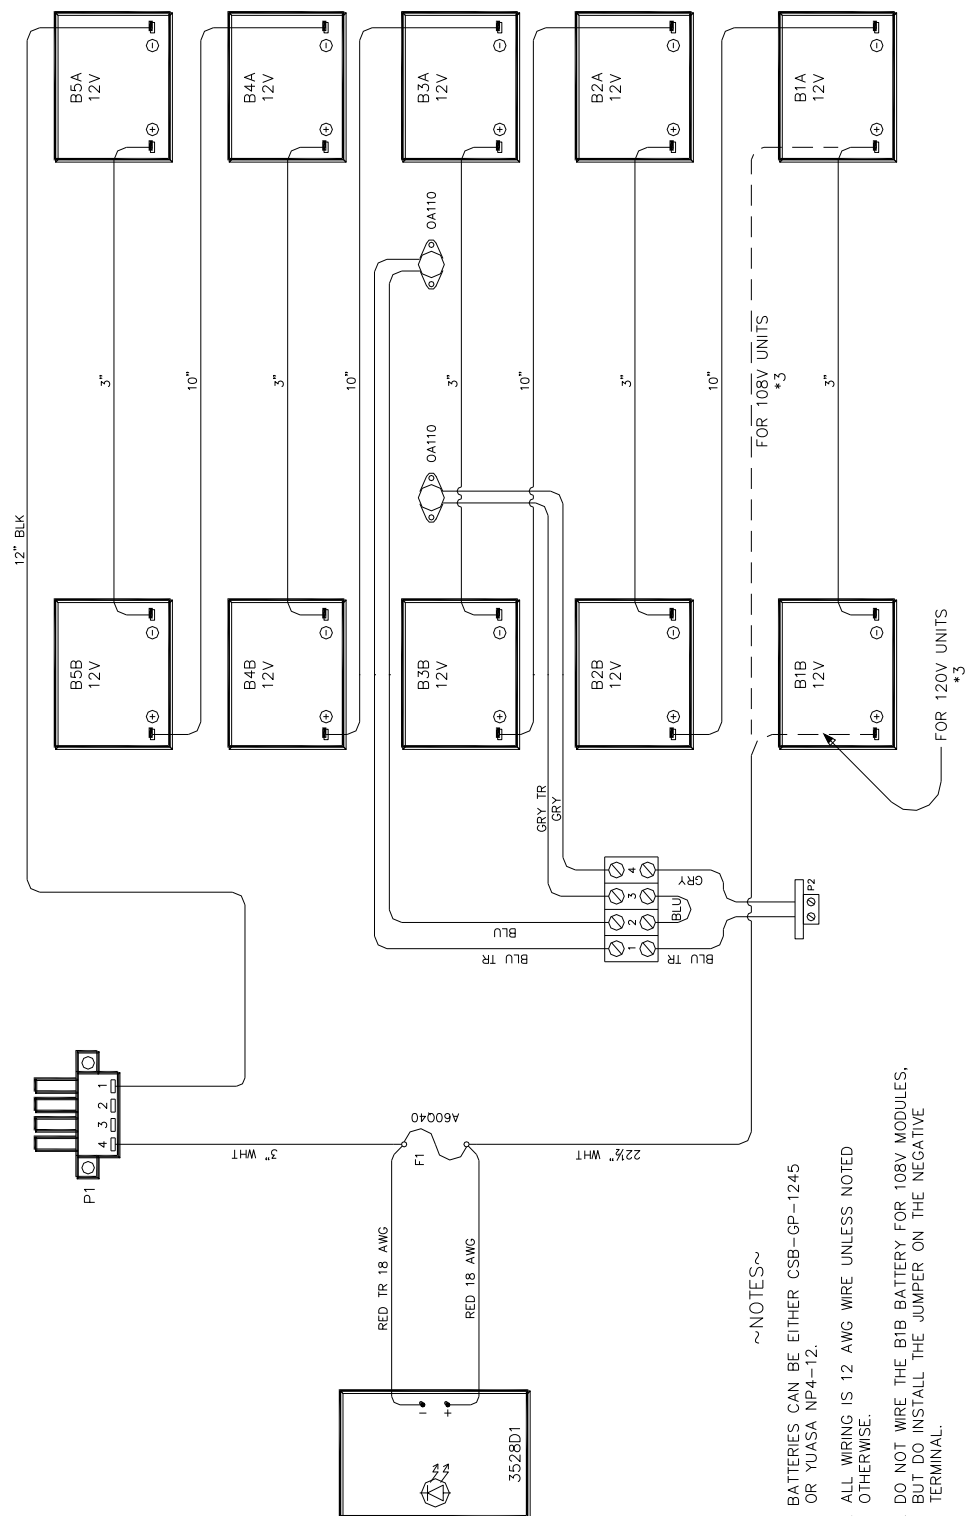 B5A
12V
B4A
12V
B3A
12V
B2A
12V
B1A
12V
- +
- +
- +
- +
- +
OA110
OA110
3"
10"
3"
10"
3"
10"
3"
10"
3"
FOR 108V UNITS
*3
12" BLK
B5B
12V
B4B
12V
B3B
12V
B2B
12V
B1B
12V
- +
- +
- +
- +
- +
FOR 120V UNITS
*3
GRY TR
GRY
BLU
BLU TR
4
3
2
1
GRY
BLU
BLU TR
P2
1
2
3
4
P1
3" WHT
A60Q40
F1
22½" WHT
RED TR 18 AWG
RED 18 AWG
- +
3528D1
~NOTES~
BATTERIES CAN BE EITHER CSB-GP-1245
OR YUASA NP4-12.
ALL WIRING IS 12 AWG WIRE UNLESS NOTED
OTHERWISE.
DO NOT WIRE THE B1B BATTERY FOR 108V MODULES,
BUT DO INSTALL THE JUMPER ON THE NEGATIVE
TERMINAL.